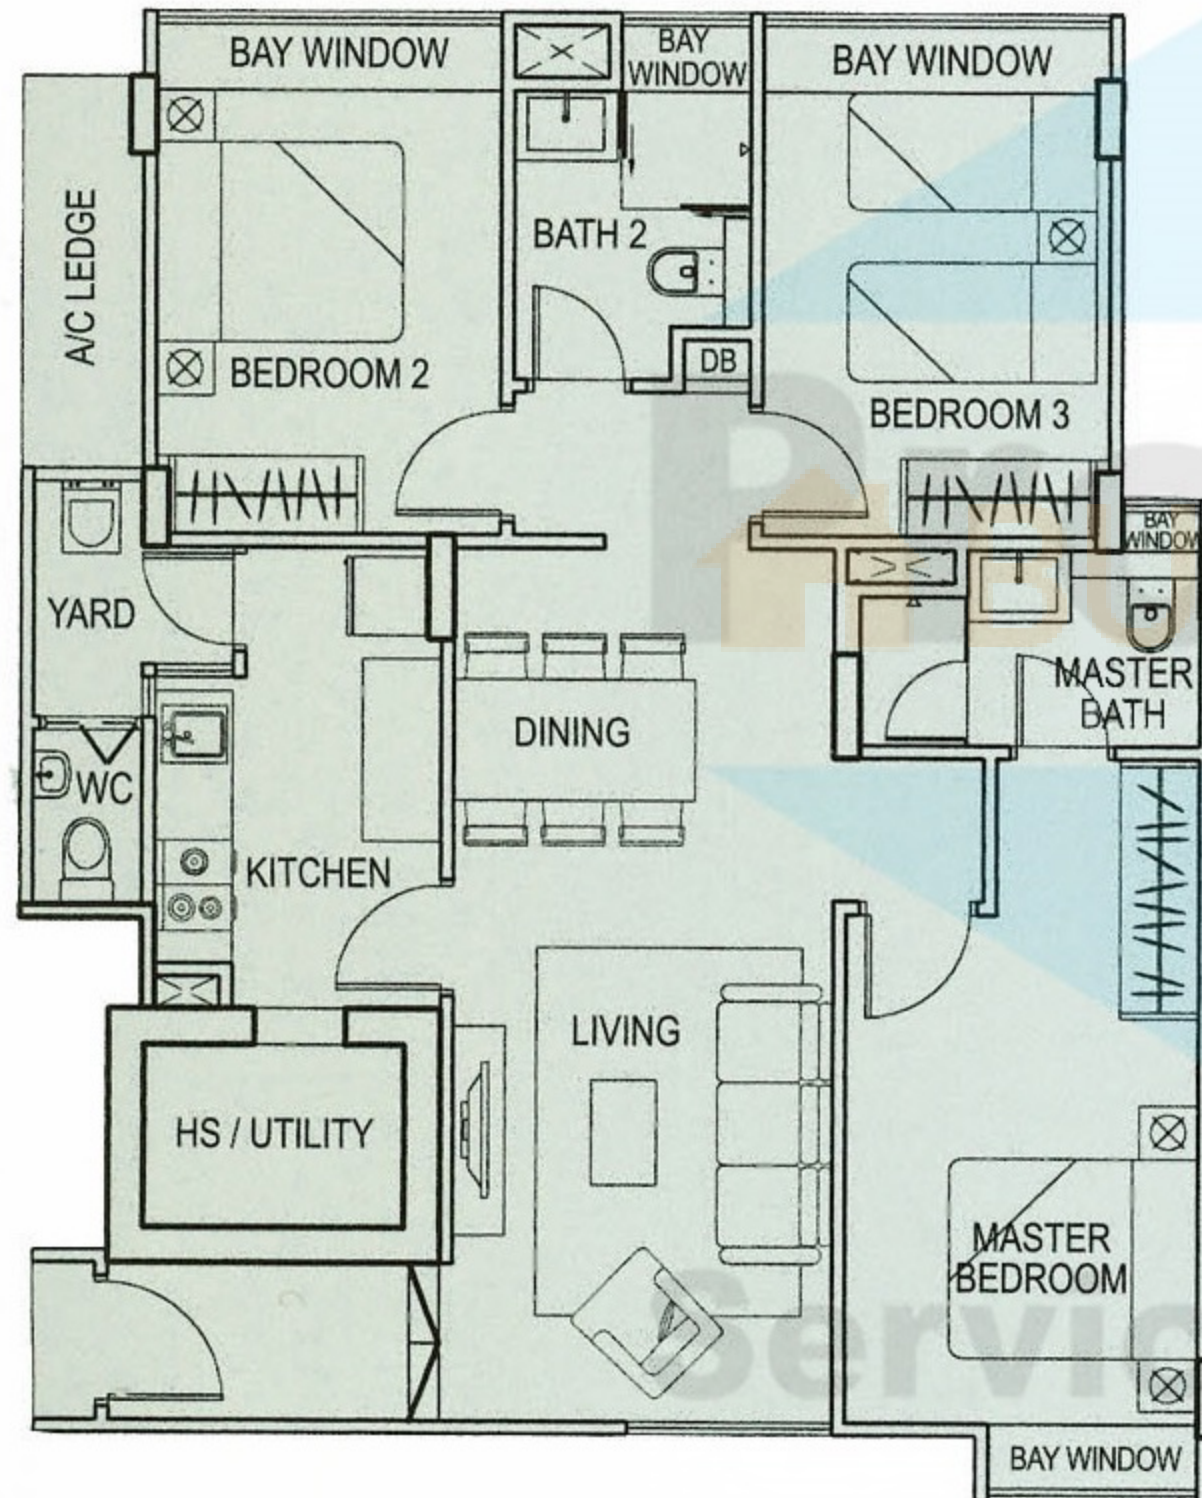 BAY WINDOW
BAY
WINDOW
BAY WINDOW
A/C LEDGE
BATH 2
BEDROOM 2
DB
BEDROOM 3
BAY
WINDOW
YARD
MASTER
BATH
DINING
WC
KITCHEN
LIVING
HS / UTILITY
MASTER
BEDROOM
BAY WINDOW